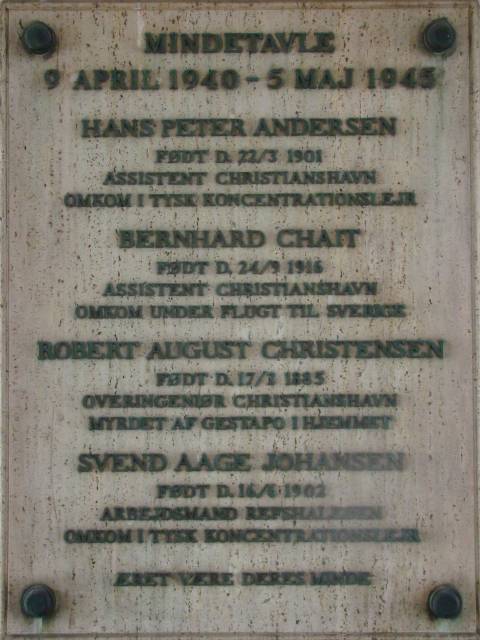 MINDETAVLE
9 APRIL 1940 - 5 MAJ 1945
HANS PETER ANDERSEN
FØDT D. 22/3 1901
ASSISTENT CHRISTIANSHAVN
OMKOM I TYSK KONCENTRATIONSLEJR
BERNHARD CHAIT
FØDT D. 24/9 1916
ASSISTENT CHRISTIANSHAVN
OMKOM UNDER FLUGT TIL SVERRIG
ROBERT AUGUST CHRISTENSEN
FØDT D. 17/1 1885
OVERINGENIØR CHRISTIANSHAVN
MYRDET AF GESTAPO I HJEMMET
SVEND AAGE JOHANSEN
FØDT D. 16/6 1902
ARBEJDSMAND REFSHALEØEN
OMKOM I TYSK KONCENTRATIONSLEJR
ÆRET VÆRE DERES MINDE